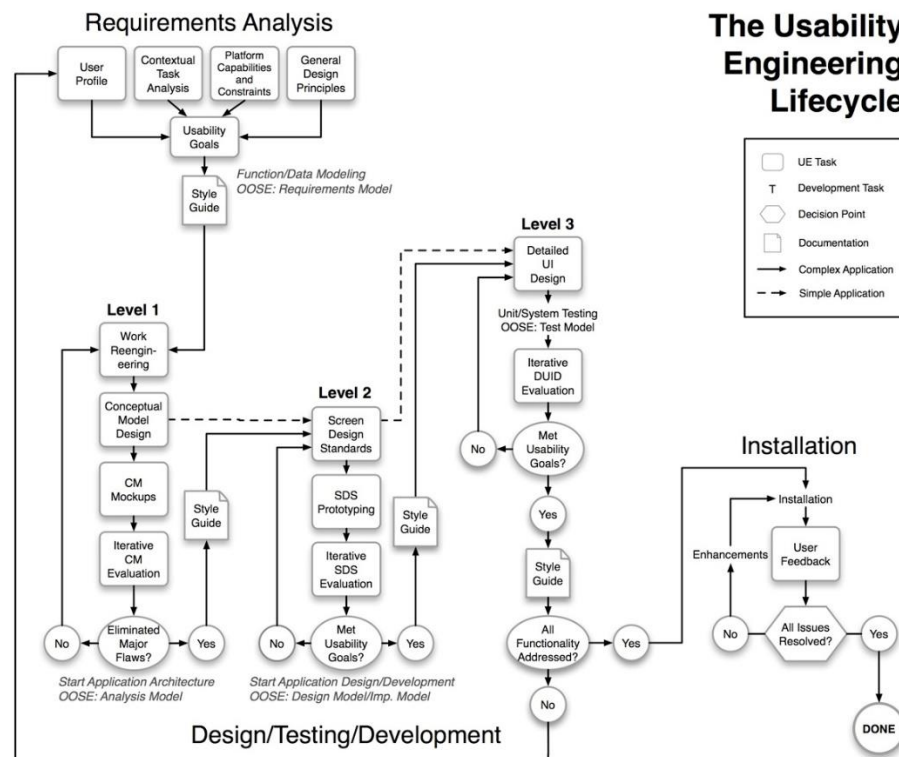 Requirements Analysis
The Usability
Engineering
Lifecycle
User
Profile
Contextual
Task
Analysis
Platform
Capabilities
and
Constraints
General
Design
Principles
Usability
Goals
Function/Data Modeling
OOSE: Requirements Model
Style
Guide
UE Task
T
Development Task
Decision Point
Documentation
Complex Application
Simple Application
Level 1
Work
Reengin-
eering
Conceptual
Model
Design
CM
Mockups
Iterative
CM
Evaluation
Eliminated
Major
Flaws?
No
Yes
Style
Guide
Start Application Architecture
OOSE: Analysis Model
Level 2
Screen
Design
Standards
SDS
Prototyping
Iterative
SDS
Evaluation
Met
Usability
Goals?
No
Yes
Style
Guide
Start Application Design/Development
OOSE: Design Model/Imp. Model
Level 3
Detailed
UI
Design
Unit/System Testing
OOSE: Test Model
Iterative
DUID
Evaluation
Met
Usability
Goals?
No
Yes
Style
Guide
All
Functionality
Addressed?
Yes
No
Installation
Installation
Enhancements
User
Feedback
All Issues
Resolved?
No
Yes
DONE
Design/Testing/Development